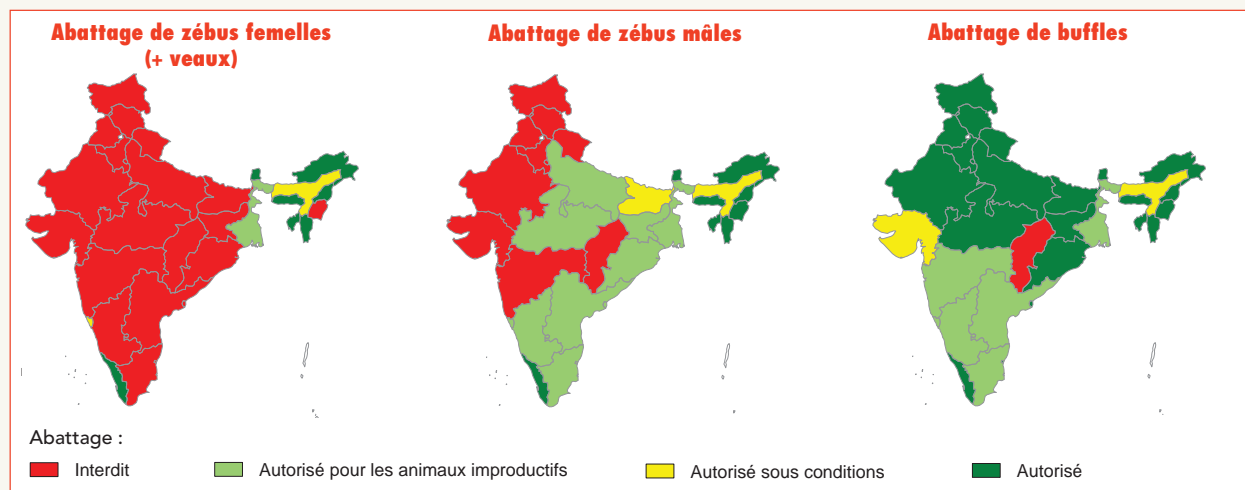 Abattage de zébus femelles
(+ veaux)
Abattage de zébus mâles
Abattage de buffles
Abattage :
Interdit
Autorisé pour les animaux improductifs
Autorisé sous conditions
Autorisé